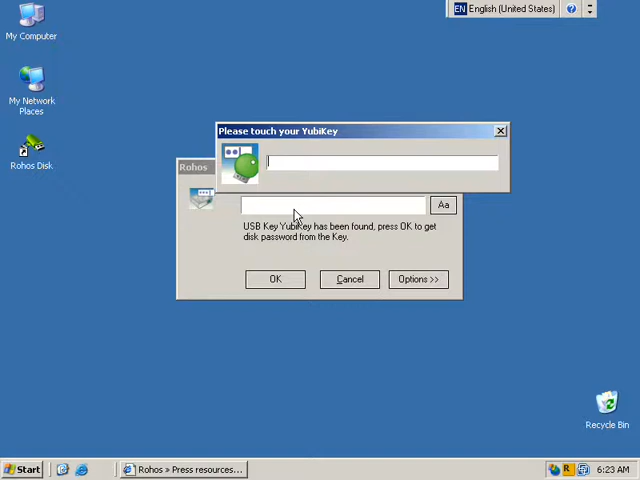 My Computer
EN English (United States)
My Network
Places
Rohos Disk
Please touch your YubiKey
Rohos
Aa
USB Key YubiKey has been found, press OK to get
disk password from the Key.
OK
Cancel
Options >>
Recycle Bin
Start
Rohos » Press resources...
R
6:23 AM